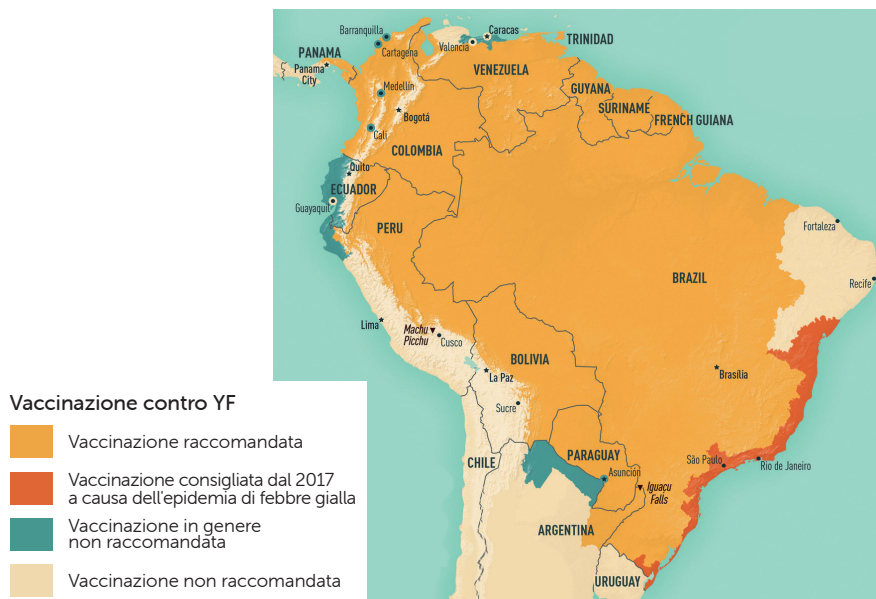 Barranquilla
Cartagena
Caracas
Valencia
TRINIDAD
PANAMA
Panama
City
VENEZUELA
GUYANA
SURINAME
FRENCH GUIANA
Medellín
Bogotá
Cali
COLOMBIA
Quito
ECUADOR
Guayaquil
PERU
Fortaleza
BRAZIL
Recife
Lima
Machu
Picchu
Cusco
BOLIVIA
La Paz
Brasília
Sucre
PARAGUAY
CHILE
Asunción
São Paulo
Rio de Janeiro
Iguacu
Falls
ARGENTINA
URUGUAY
Vaccinazione contro YF
Vaccinazione raccomandata
Vaccinazione consigliata dal 2017
a causa dell'epidemia di febbre gialla
Vaccinazione in genere
non raccomandata
Vaccinazione non raccomandata